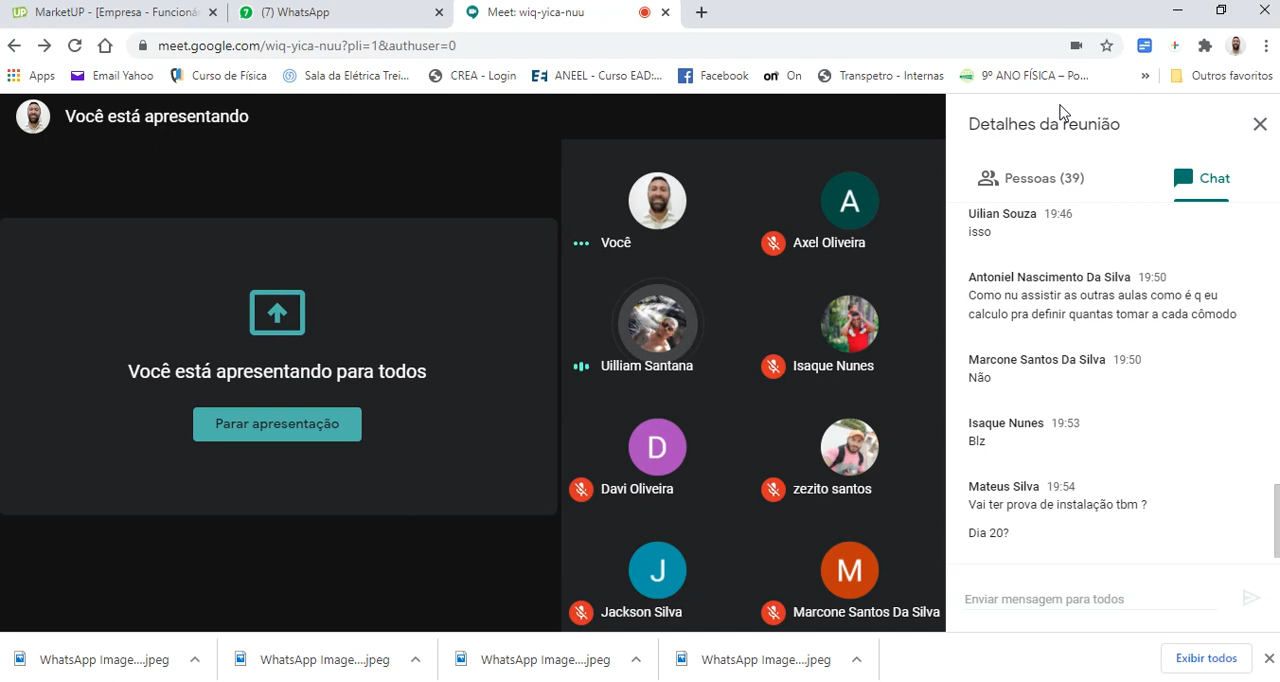 MarketUP - [Empresa - Funcioná
(7) WhatsApp
Meet: wiq-yica-nuu
meet.google.com/wiq-yica-nuu?pli=1&authuser=0
Apps
Email Yahoo
Curso de Física
Sala da Elétrica Trei...
CREA - Login
ANEEL - Curso EAD:...
Facebook
On
Transpetro - Internas
9º ANO FÍSICA – Po...
»
Outros favoritos
Você está apresentando
Você está apresentando para todos
Parar apresentação
Você
A
Axel Oliveira
Uilliam Santana
Isaque Nunes
D
Davi Oliveira
zezito santos
J
Jackson Silva
M
Marcone Santos Da Silva
Detalhes da reunião
Pessoas (39)
Chat
Uilian Souza 19:46
isso
Antoniel Nascimento Da Silva 19:50
Como nu assistir as outras aulas como é q eu
calculo pra definir quantas tomar a cada cômodo
Marcone Santos Da Silva 19:50
Não
Isaque Nunes 19:53
Blz
Mateus Silva 19:54
Vai ter prova de instalação tbm ?
Dia 20?
Enviar mensagem para todos
WhatsApp Image....jpeg
WhatsApp Image....jpeg
WhatsApp Image....jpeg
WhatsApp Image....jpeg
Exibir todos